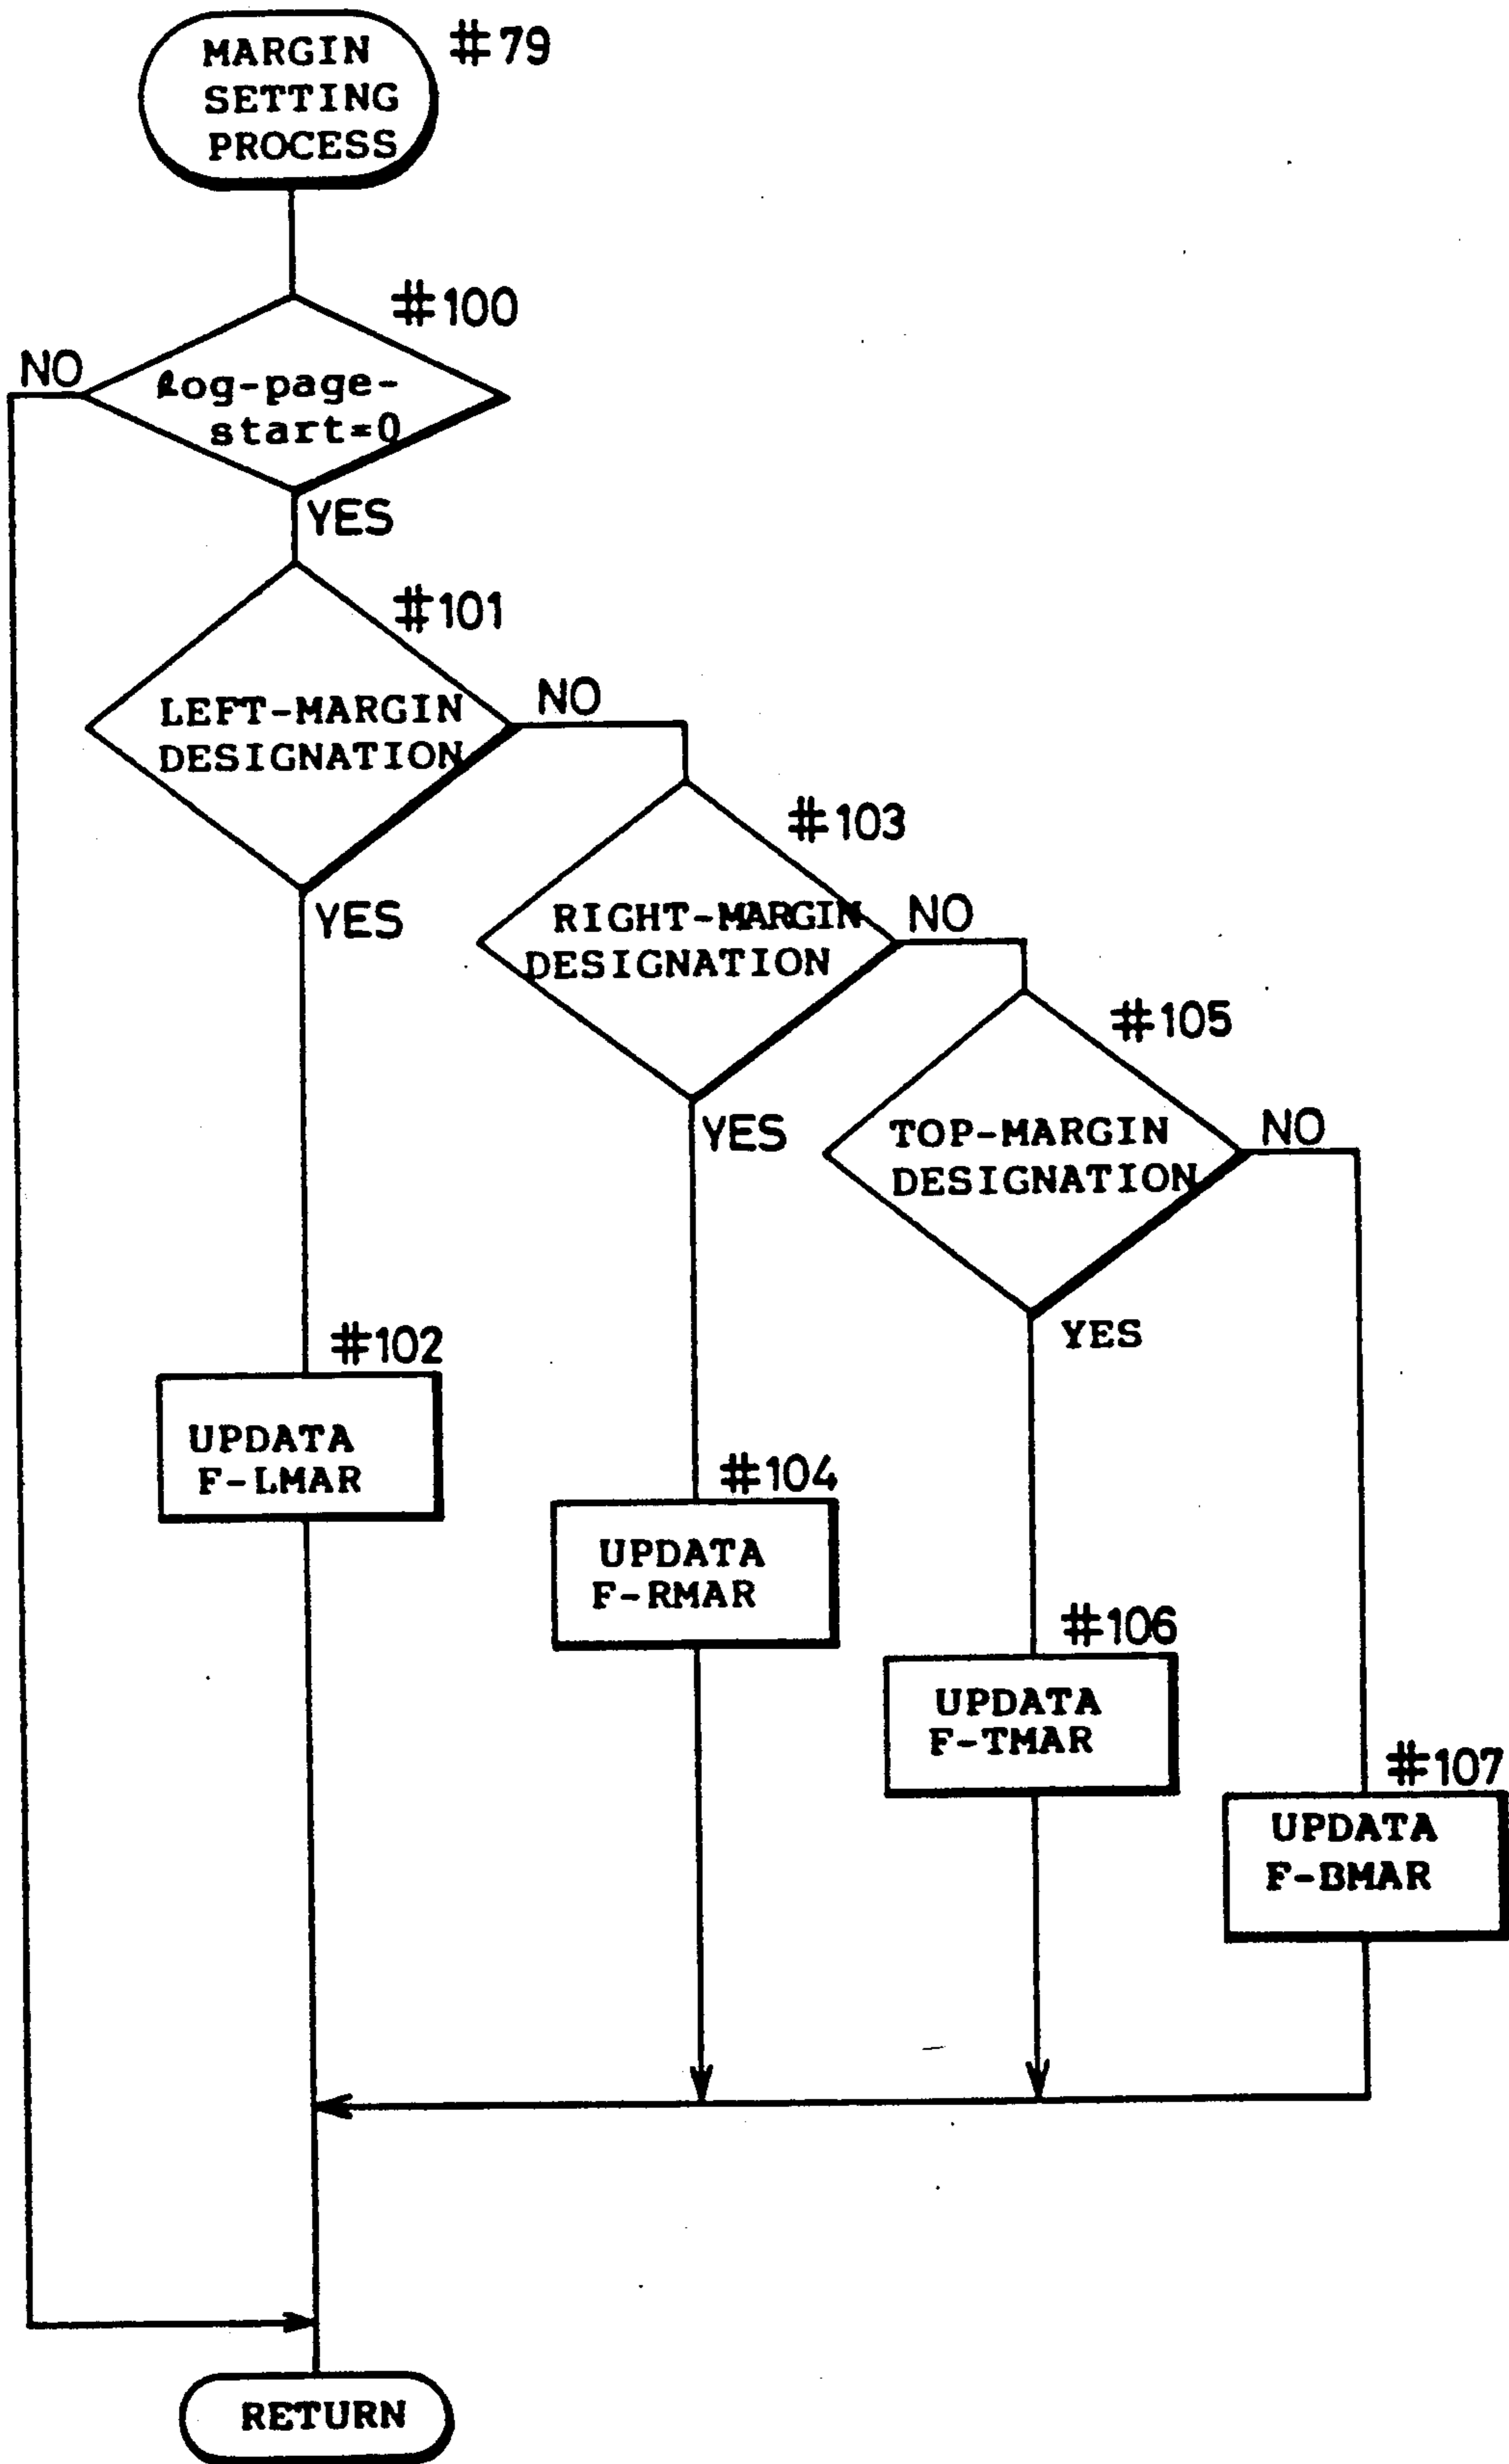 MARGIN
SETTING
PROCESS
#79
#100
NO
log-page-
start=0
YES
#101
LEFT-MARGIN
DESIGNATION
NO
YES
#103
RIGHT-MARGIN
DESIGNATION
NO
YES
#105
TOP-MARGIN
DESIGNATION
NO
YES
#102
UPDATA
F-LMAR
#104
UPDATA
F-RMAR
#106
UPDATA
F-TMAR
#107
UPDATA
F-BMAR
RETURN